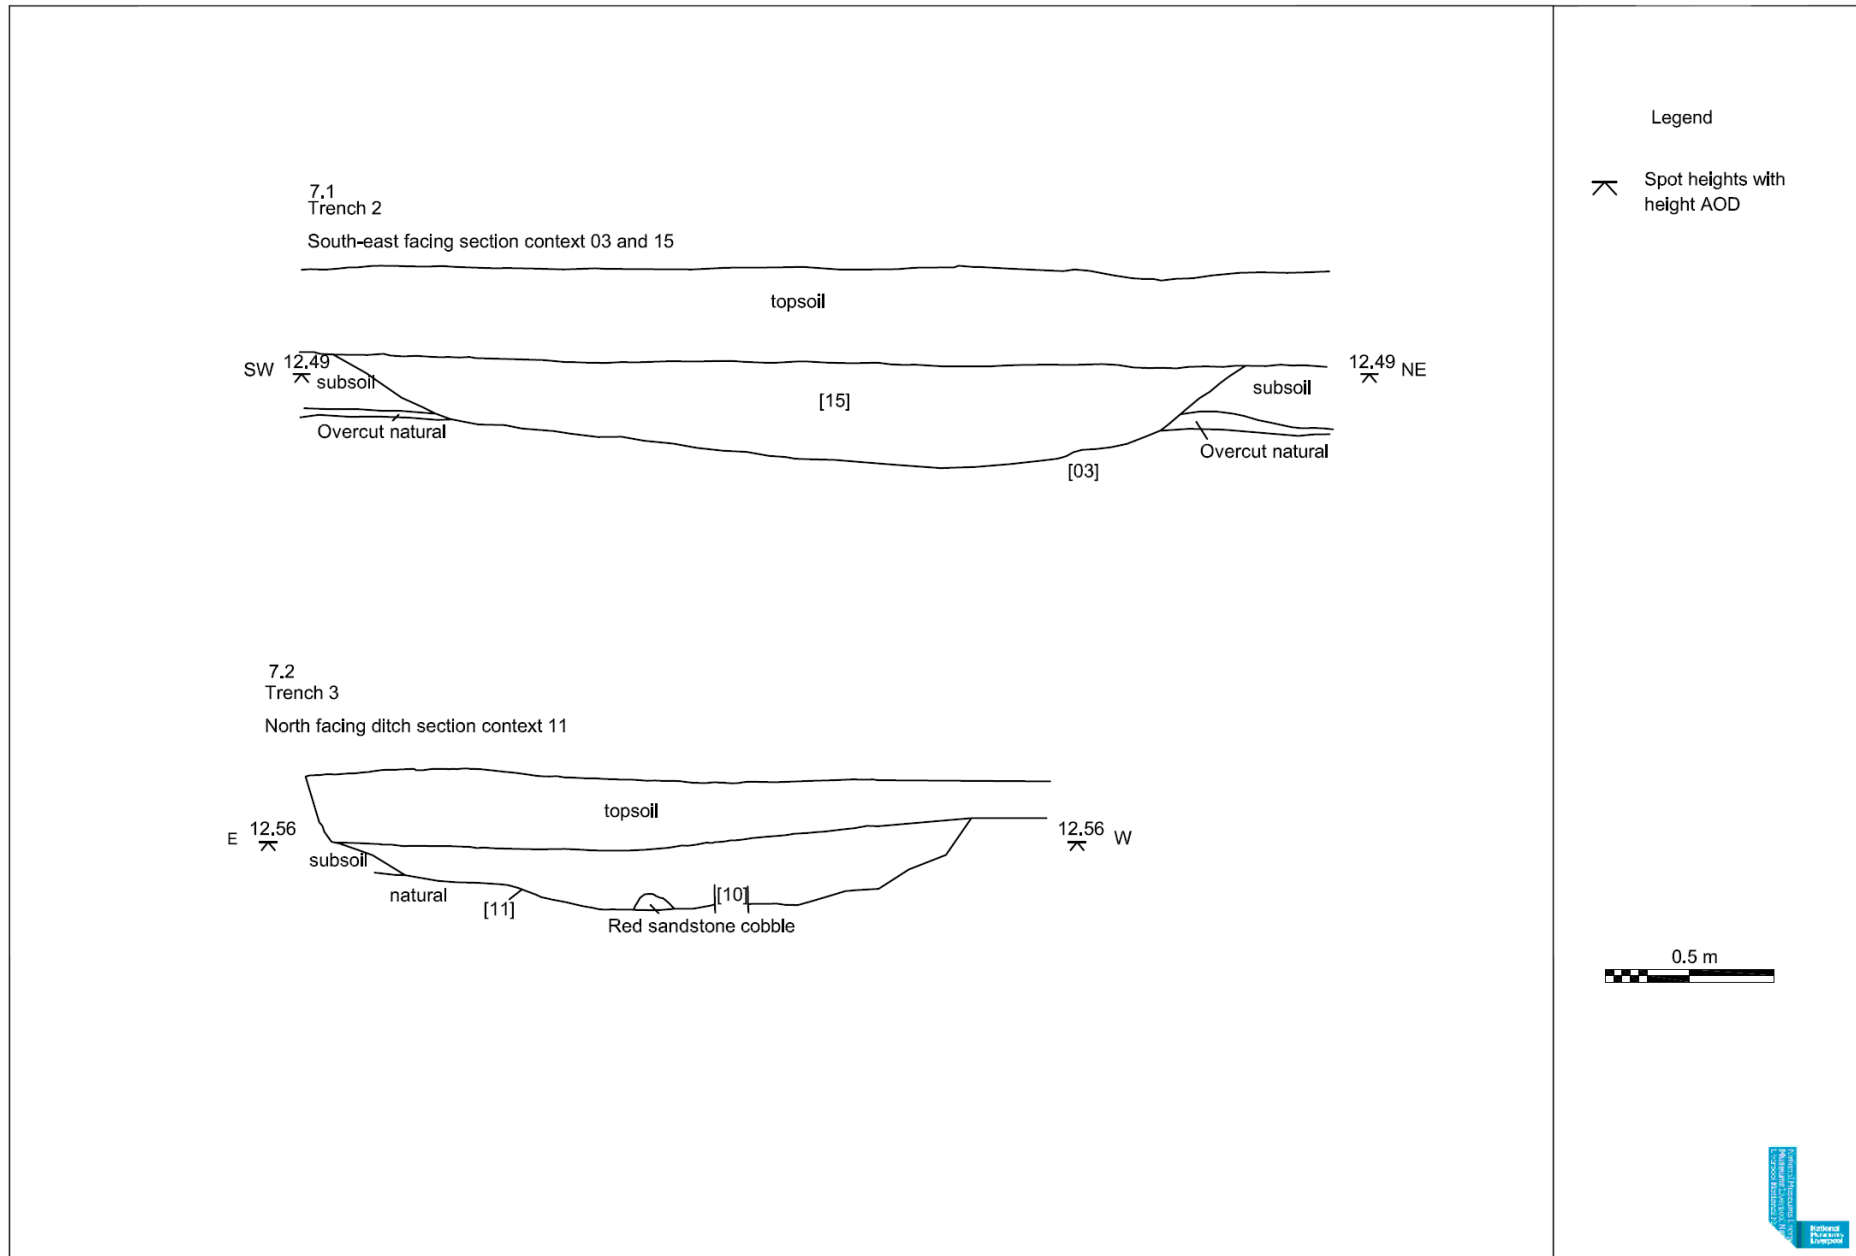 7.1
Trench 2
South-east facing section context 03 and 15
topsoil
SW 12.49
subsoil
12.49 NE
subsoil
[15]
Overcut natural
Overcut natural
[03]
7.2
Trench 3
North facing ditch section context 11
topsoil
E 12.56
12.56 W
subsoil
natural
[10]
[11]
Red sandstone cobble
Legend
Spot heights with
height AOD
0.5 m
National
Museums
Liverpool